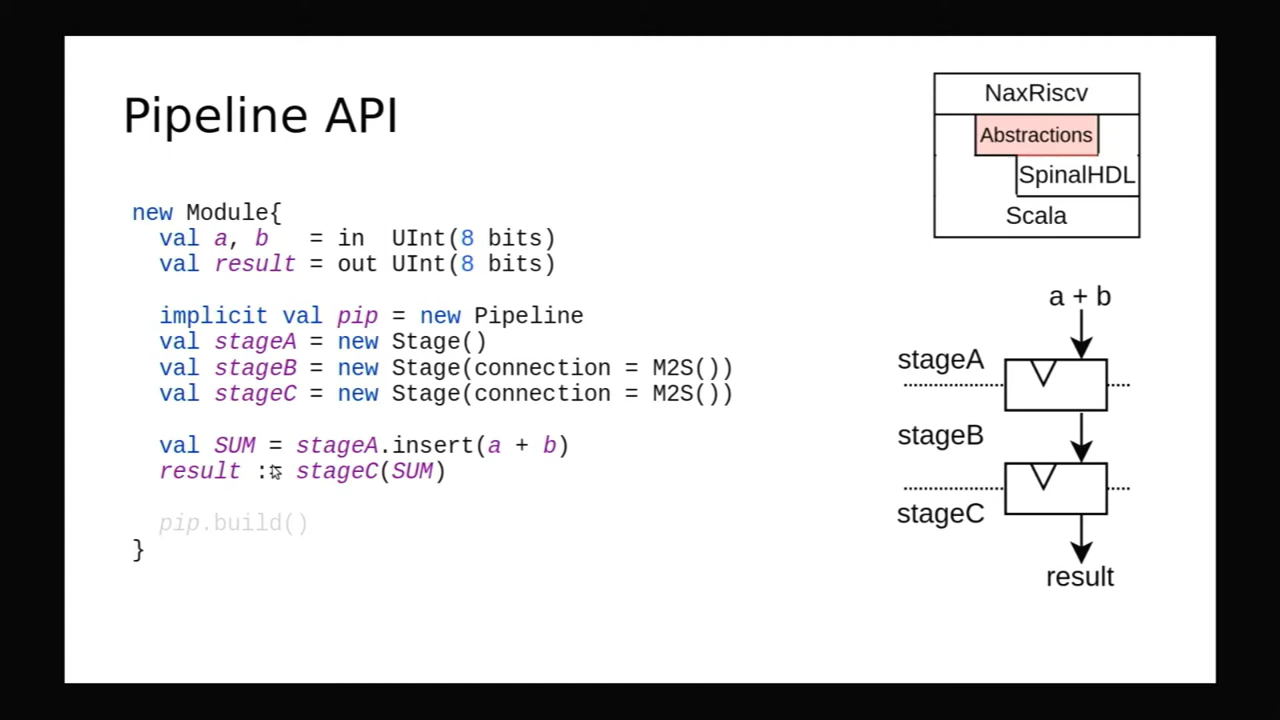 Pipeline API
new Module{
val a, b = in UInt(8 bits)
val result = out UInt(8 bits)
implicit val pip = new Pipeline
val stageA = new Stage()
val stageB = new Stage(connection = M2S())
val stageC = new Stage(connection = M2S())
val SUM = stageA.insert(a + b)
result := stageC(SUM)
pip.build()
}
NaxRiscv
Abstractions
SpinalHDL
Scala
a + b
stageA
stageB
stageC
result